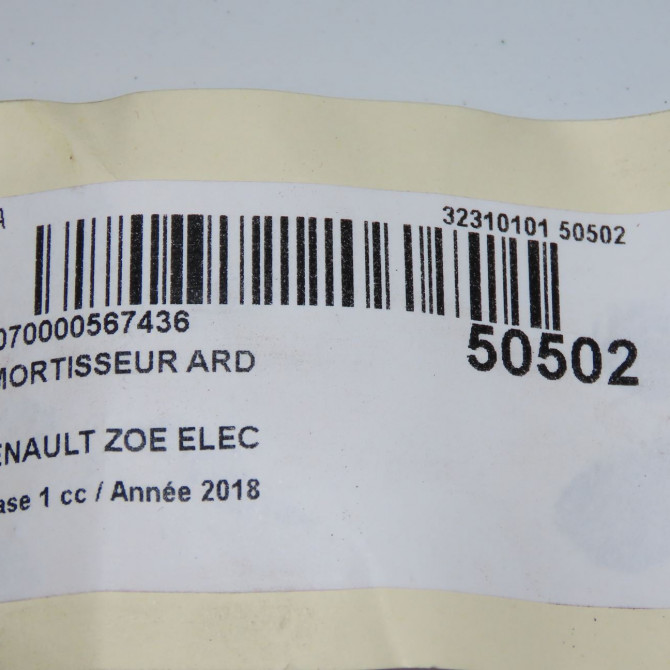 A
32310101 50502
070000567436
50502
MORTISSEUR ARD
ENAULT ZOE ELEC
ase 1 cc / Année 2018